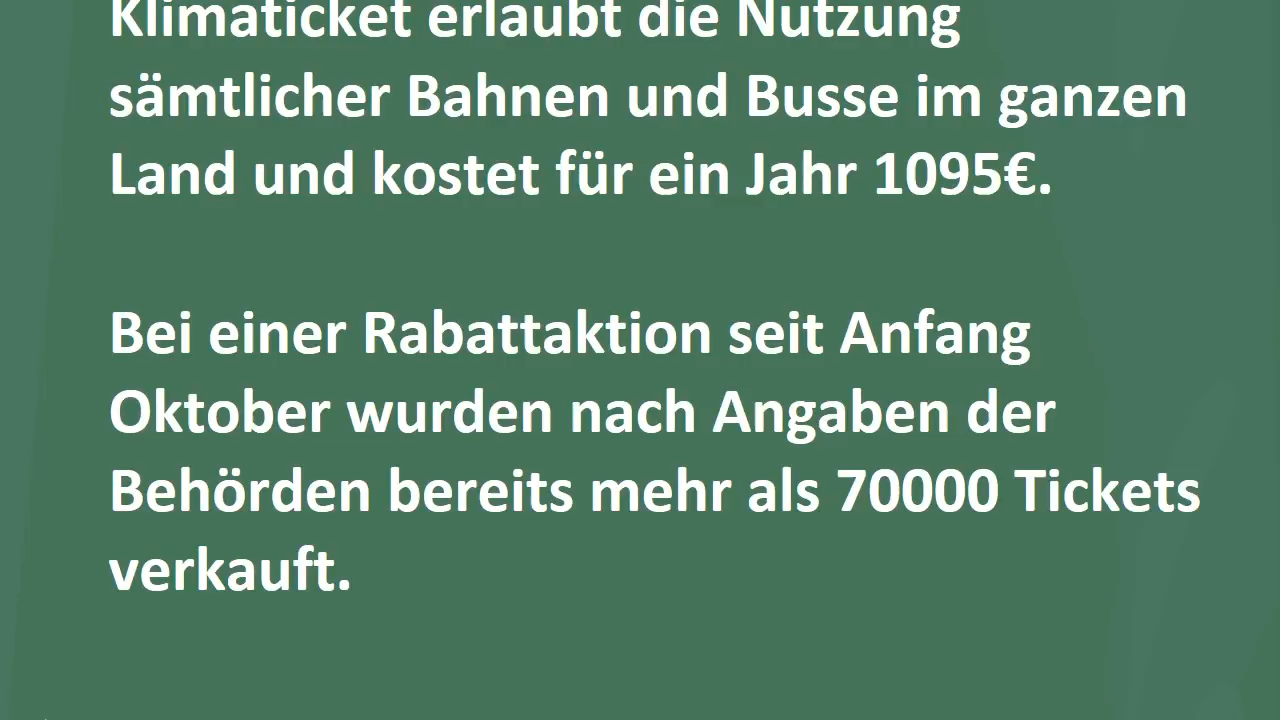 Klimaticket erlaubt die Nutzung
sämtlicher Bahnen und Busse im ganzen
Land und kostet für ein Jahr 1095€.
Bei einer Rabattaktion seit Anfang
Oktober wurden nach Angaben der
Behörden bereits mehr als 70000 Tickets
verkauft.